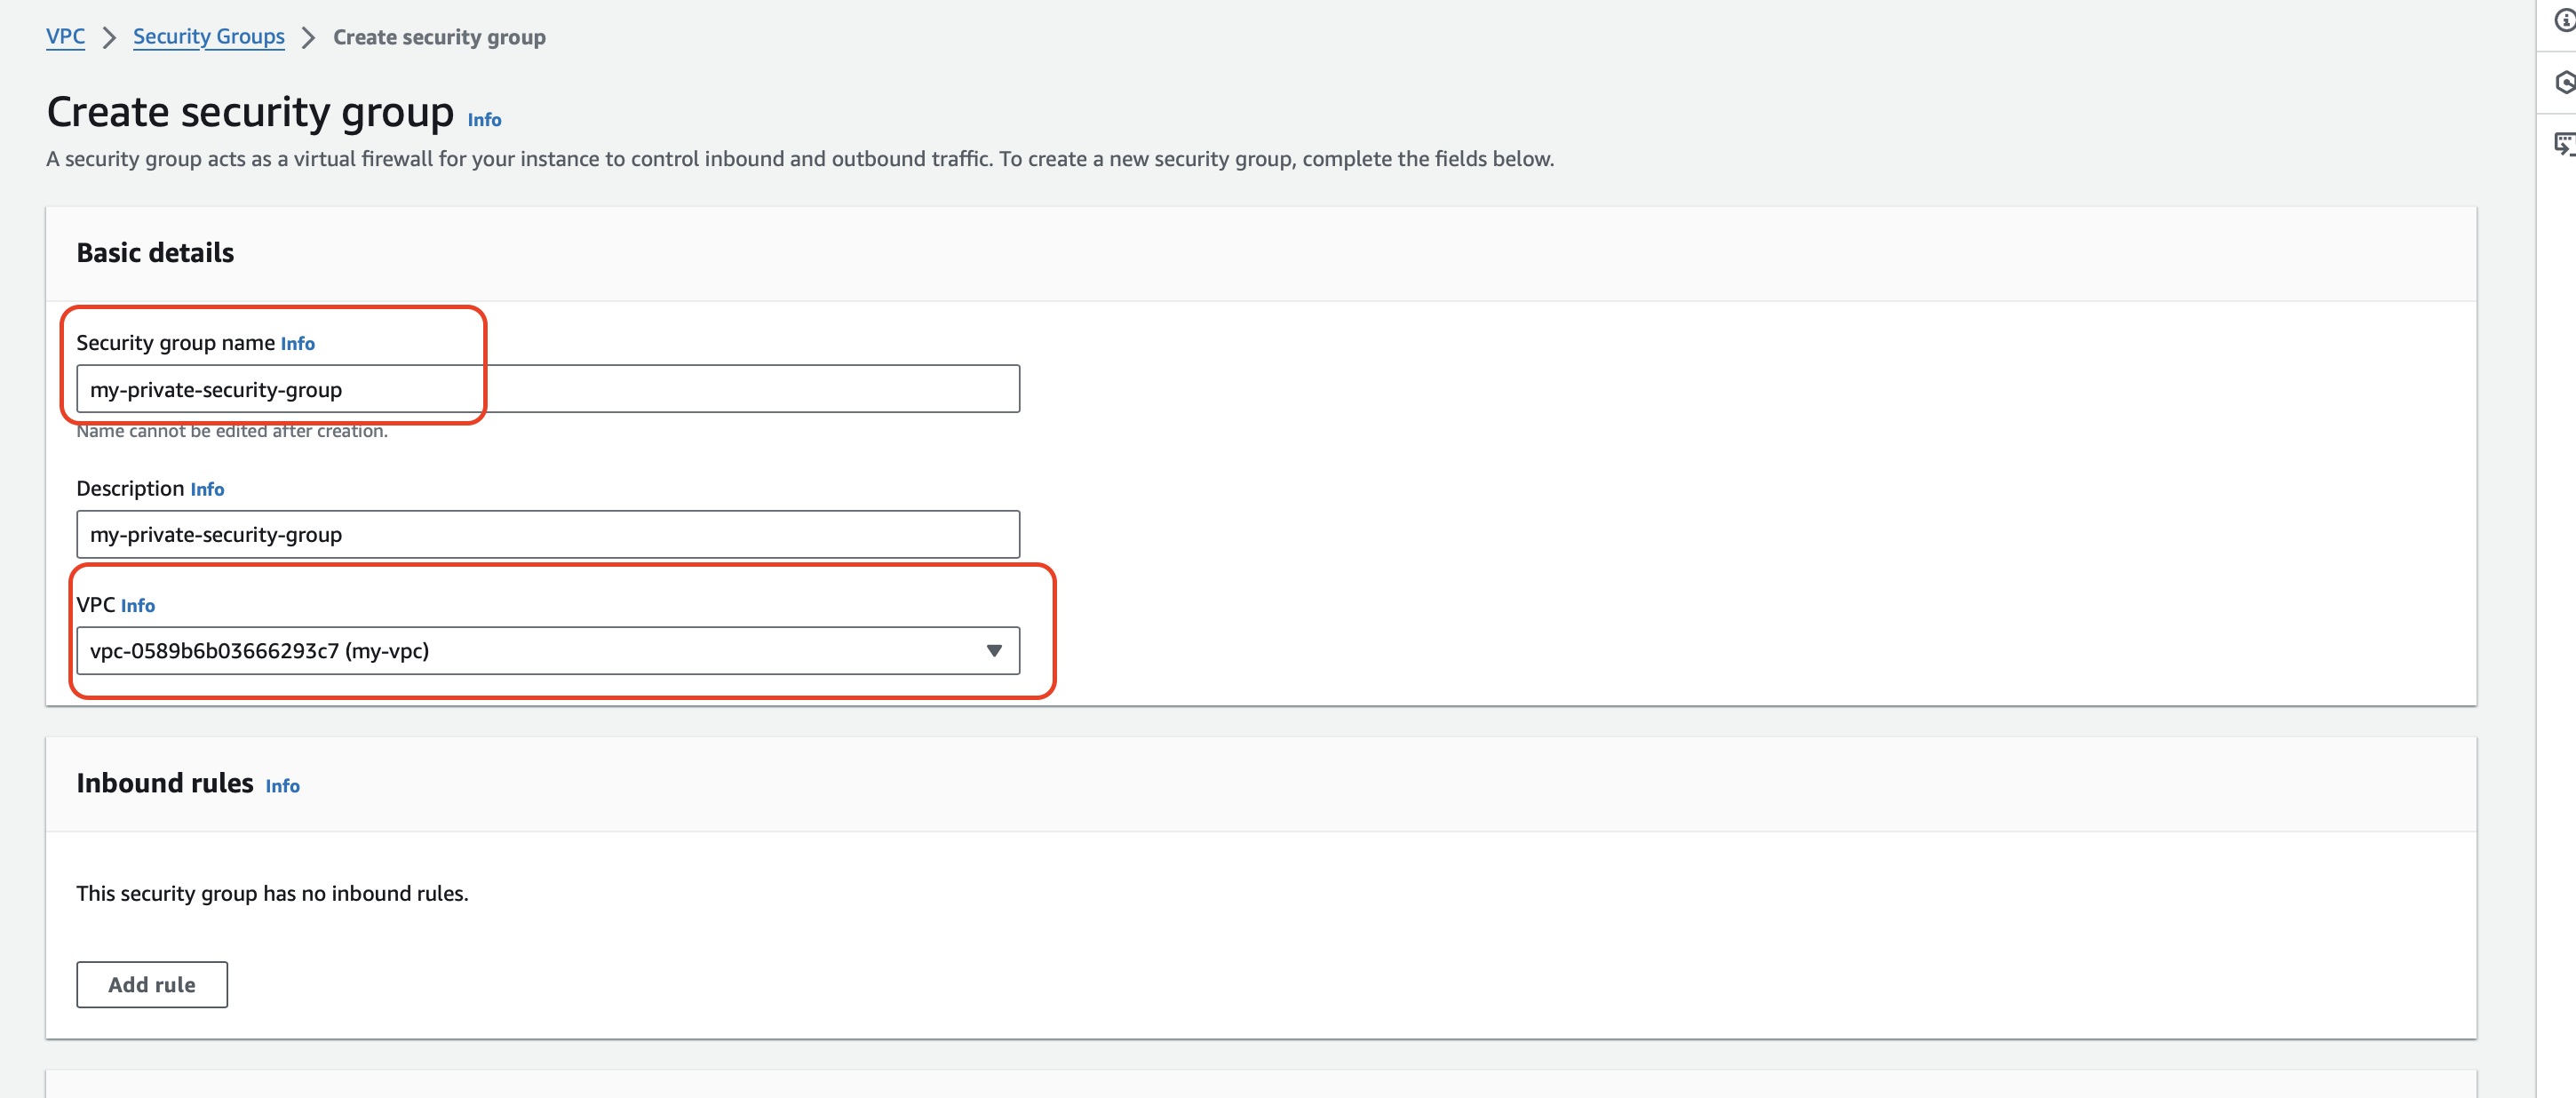 VPC > Security Groups > Create security group
Create security group Info
A security group acts as a virtual firewall for your instance to control inbound and outbound traffic. To create a new security group, complete the fields below.
Basic details
Security group name Info
my-private-security-group
Name cannot be edited after creation.
Description Info
my-private-security-group
VPC Info
vpc-0589b6b03666293c7 (my-vpc)
Inbound rules Info
This security group has no inbound rules.
Add rule